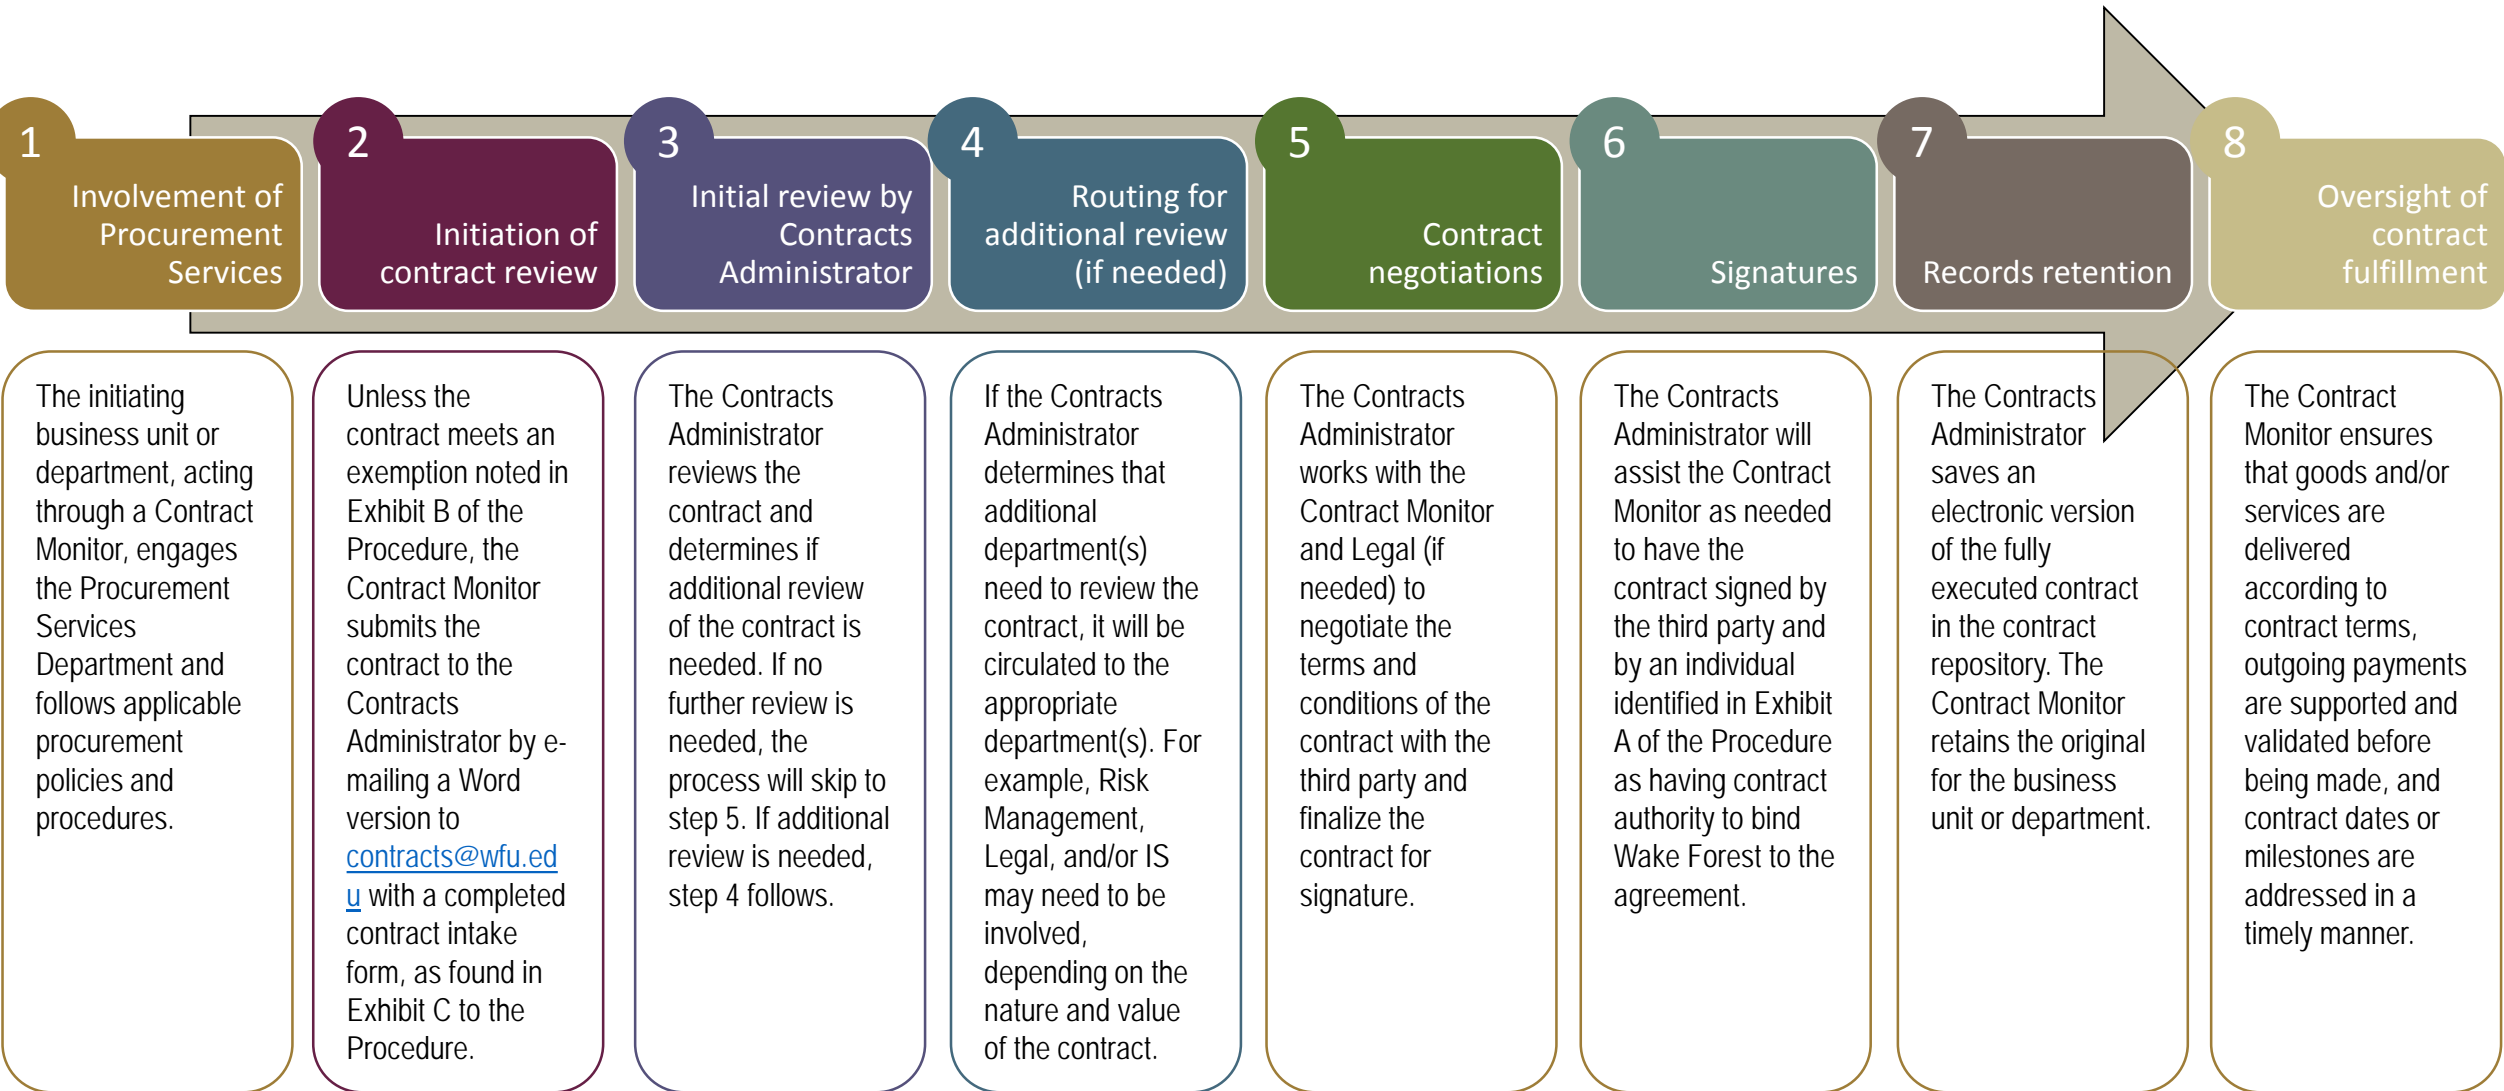 1
Involvement of
Procurement
Services
2
Initiation of
contract review
3
Initial review by
Contracts
Administrator
4
Routing for
additional review
(if needed)
5
Contract
negotiations
6
Signatures
7
Records retention
8
Oversight of
contract
fulfillment
The initiating
business unit or
department, acting
through a Contract
Monitor, engages
the Procurement
Services
Department and
follows applicable
procurement
policies and
procedures.
Unless the
contract meets an
exemption noted in
Exhibit B of the
Procedure, the
Contract Monitor
submits the
contract to the
Contracts
Administrator by e-
mailing a Word
version to
contracts@wfu.ed
u with a completed
contract intake
form, as found in
Exhibit C to the
Procedure.
The Contracts
Administrator
reviews the
contract and
determines if
additional review
of the contract is
needed. If no
further review is
needed, the
process will skip to
step 5. If additional
review is needed,
step 4 follows.
If the Contracts
Administrator
determines that
additional
department(s)
need to review the
contract, it will be
circulated to the
appropriate
department(s). For
example, Risk
Management,
Legal, and/or IS
may need to be
involved,
depending on the
nature and value
of the contract.
The Contracts
Administrator
works with the
Contract Monitor
and Legal (if
needed) to
negotiate the
terms and
conditions of the
contract with the
third party and
finalize the
contract for
signature.
The Contracts
Administrator will
assist the Contract
Monitor as needed
to have the
contract signed by
the third party and
by an individual
identified in Exhibit
A of the Procedure
as having contract
authority to bind
Wake Forest to the
agreement.
The Contracts
Administrator
saves an
electronic version
of the fully
executed contract
in the contract
repository. The
Contract Monitor
retains the original
for the business
unit or department.
The Contract
Monitor ensures
that goods and/or
services are
delivered
according to
contract terms,
outgoing payments
are supported and
validated before
being made, and
contract dates or
milestones are
addressed in a
timely manner.